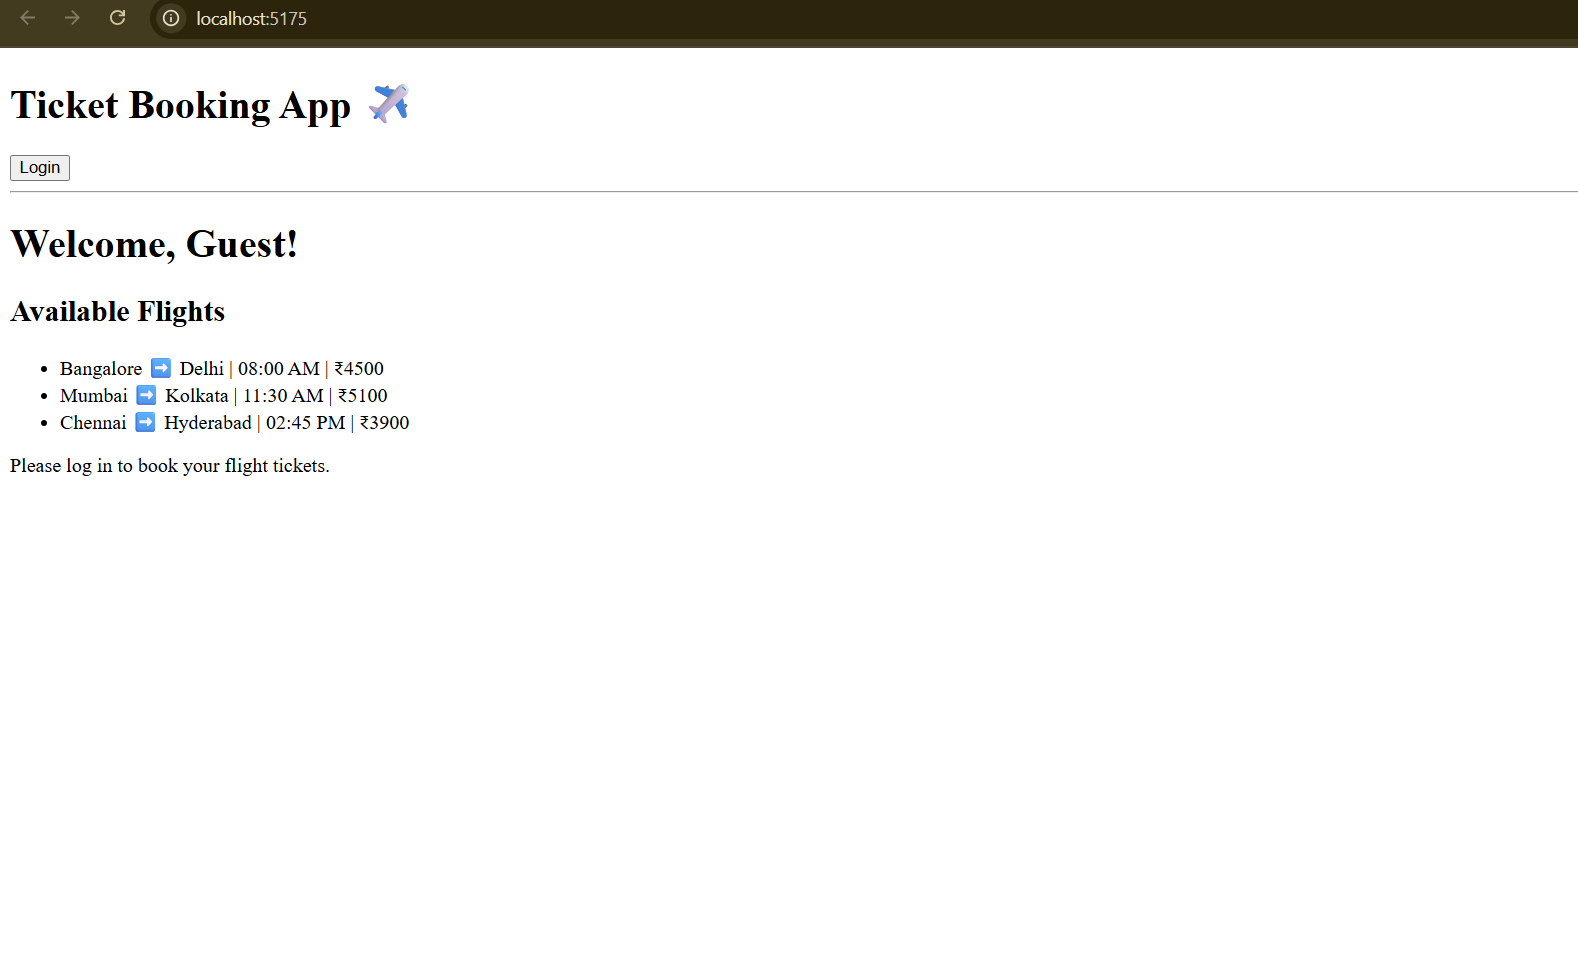 localhost:5175
Ticket Booking App ✈️
Login
Welcome, Guest!
Available Flights
• Bangalore ➡️ Delhi | 08:00 AM | ₹4500
• Mumbai ➡️ Kolkata | 11:30 AM | ₹5100
• Chennai ➡️ Hyderabad | 02:45 PM | ₹3900
Please log in to book your flight tickets.